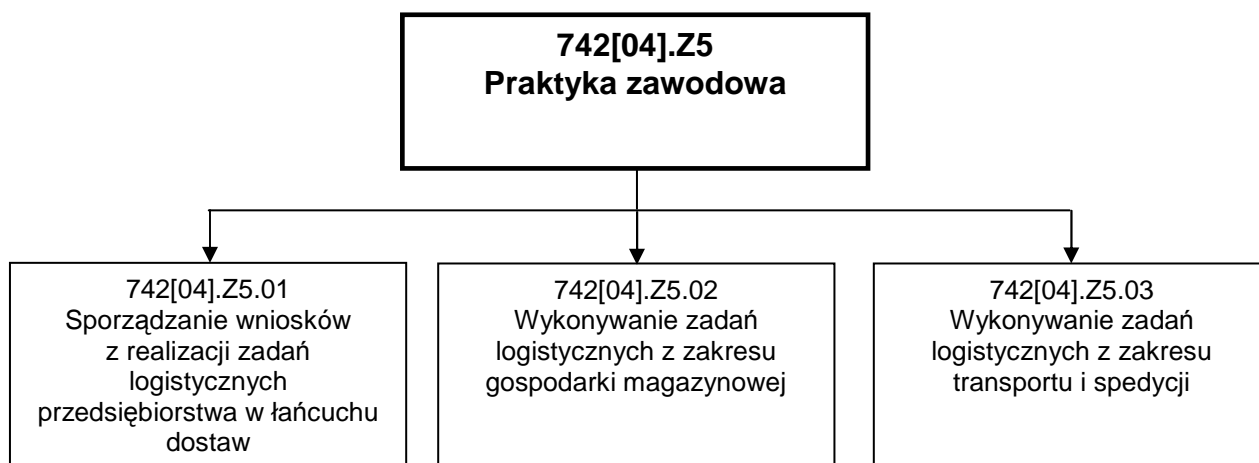 742[04].Z5
Praktyka zawodowa
742[04].Z5.01
Sporządzanie wniosków
z realizacji zadań
logistycznych
przedsiębiorstwa w łańcuchu
dostaw
742[04].Z5.02
Wykonywanie zadań
logistycznych z zakresu
gospodarki magazynowej
742[04].Z5.03
Wykonywanie zadań
logistycznych z zakresu
transportu i spedycji